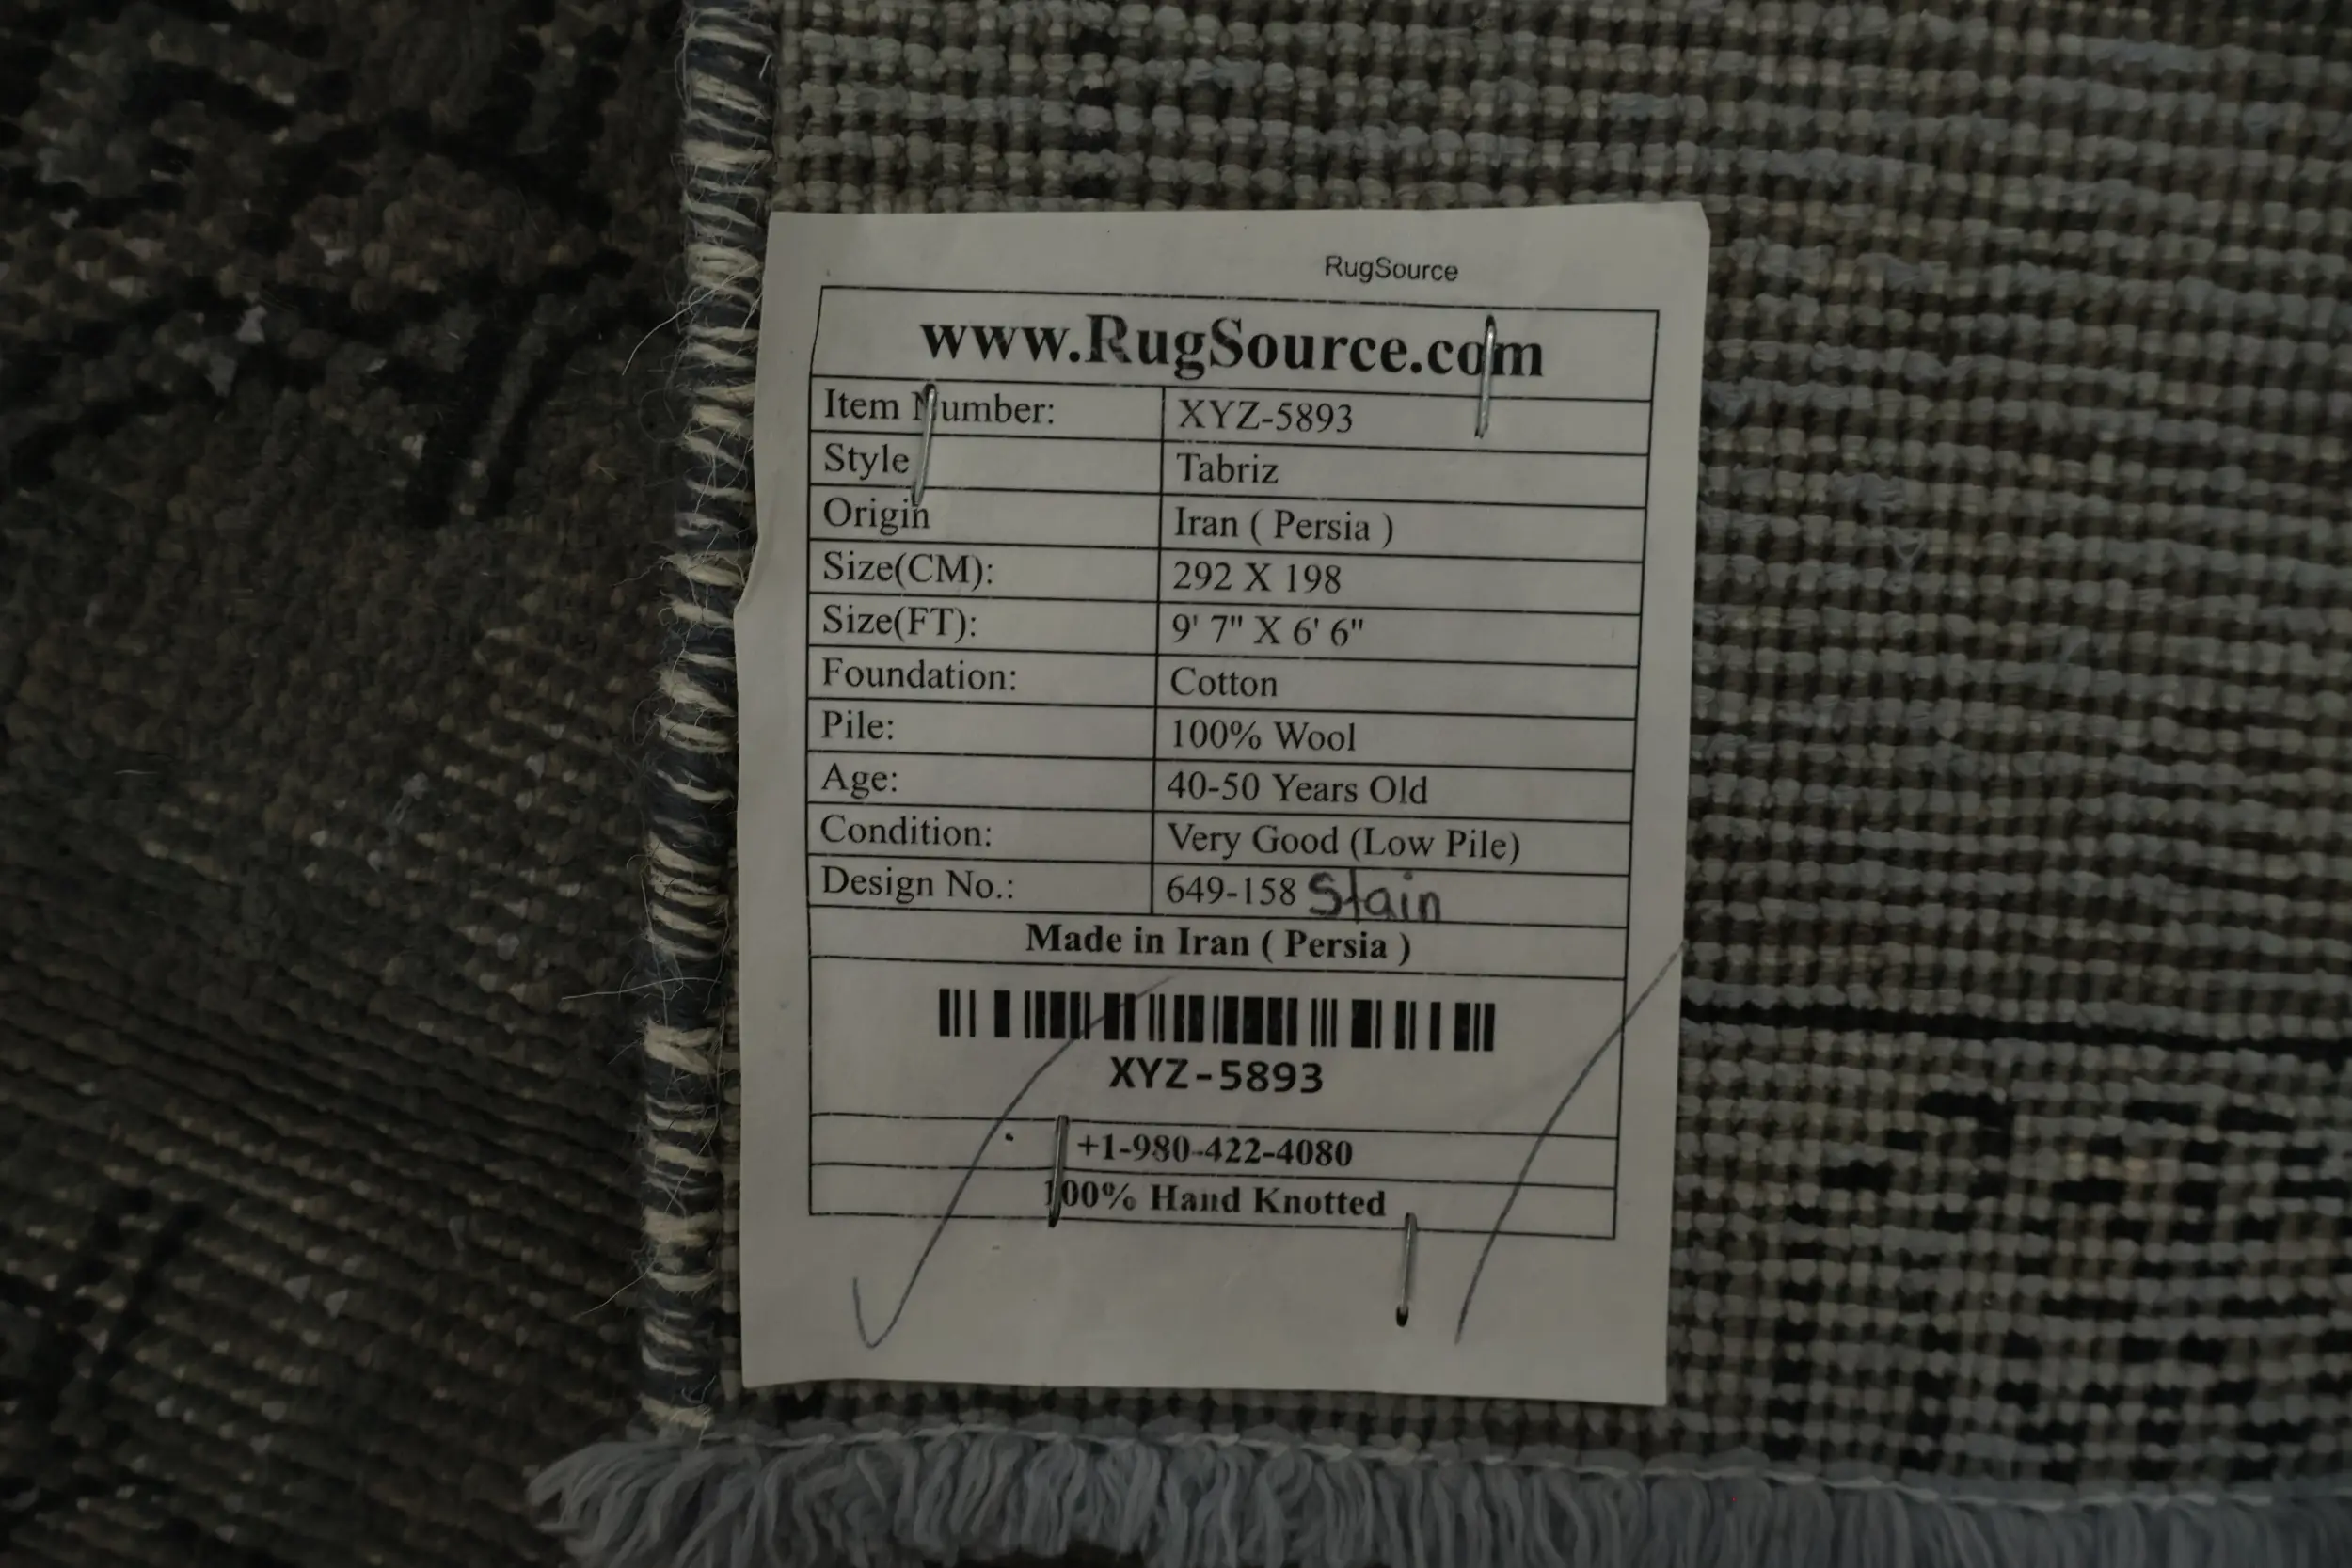 RugSource
www.RugSource.com
Item Number: XYZ-5893
Style Tabriz
Origin Iran ( Persia )
Size(CM): 292 X 198
Size(FT): 9' 7" X 6' 6"
Foundation: Cotton
Pile: 100% Wool
Age: 40-50 Years Old
Condition: Very Good (Low Pile)
Design No.: 649-158 Stain
Made in Iran ( Persia )
XYZ-5893
+1-980-422-4080
100% Hand Knotted